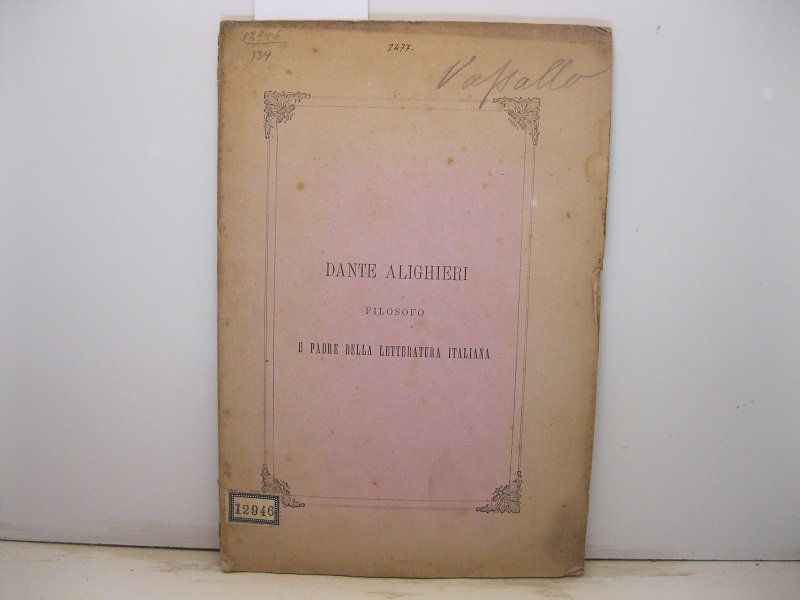 12946
134
2477.
Vassallo
DANTE ALIGHIERI
FILOSOFO
E PADRE DELLA LETTERATURA ITALIANA
12946